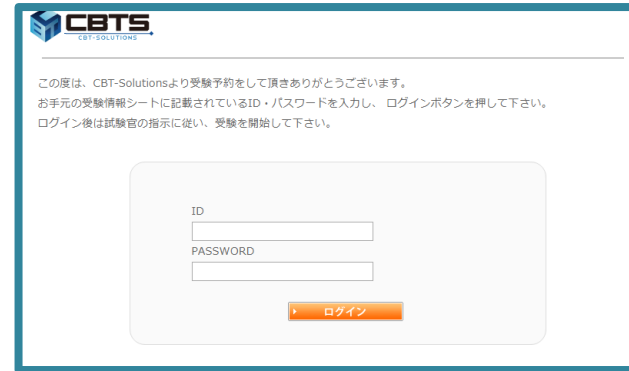 CBTS
CBT-SOLUTIONS
この度は、CBT-Solutionsより受験予約をして頂きありがとうございます。
お手元の受験情報シートに記載されているID・パスワードを入力し、 ログインボタンを押して下さい。
ログイン後は試験官の指示に従い、受験を開始して下さい。
ID
PASSWORD
ログイン